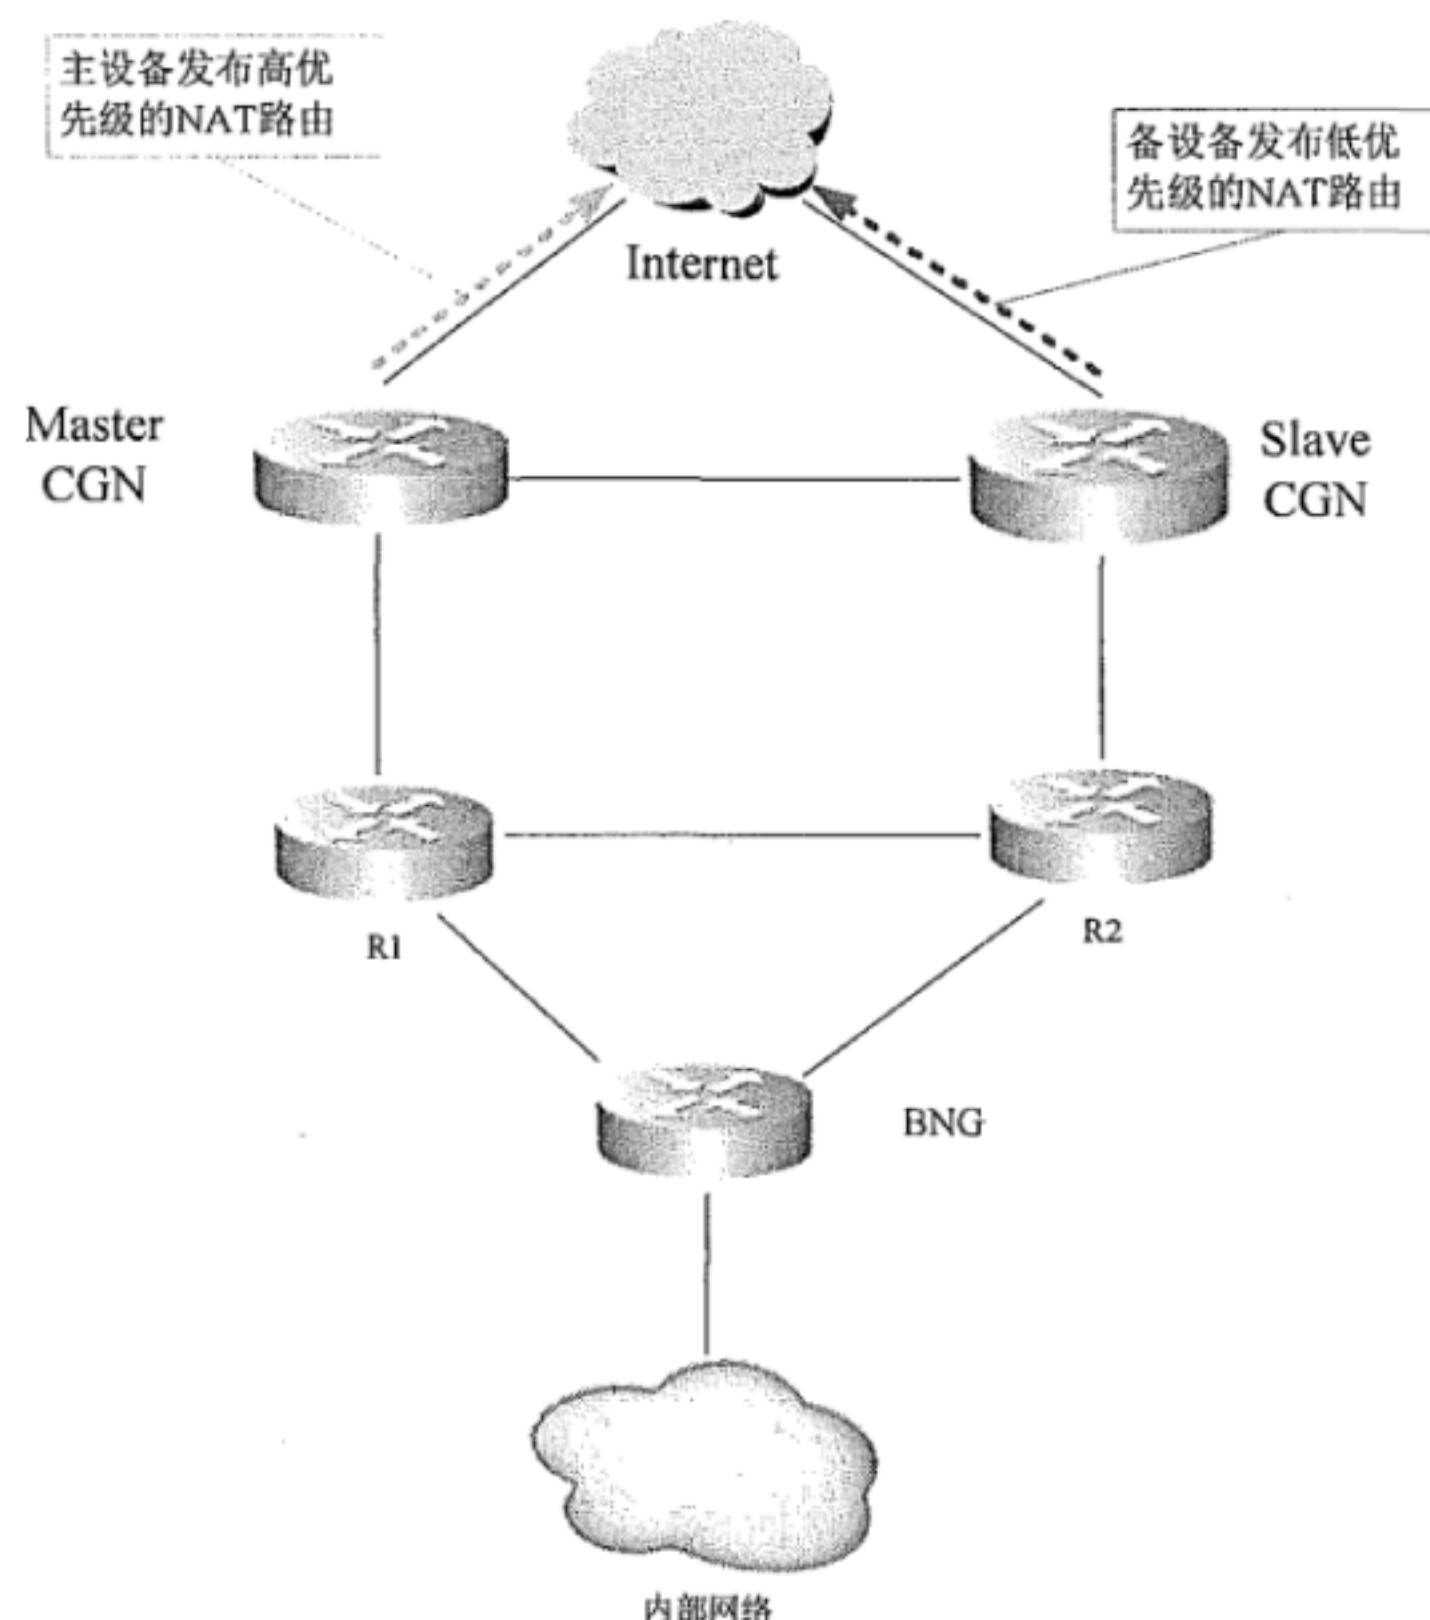 主设备发布高优
先级的NAT路由
备设备发布低优
先级的NAT路由
Internet
Master
CGN
Slave
CGN
R1
R2
BNG
内部网络